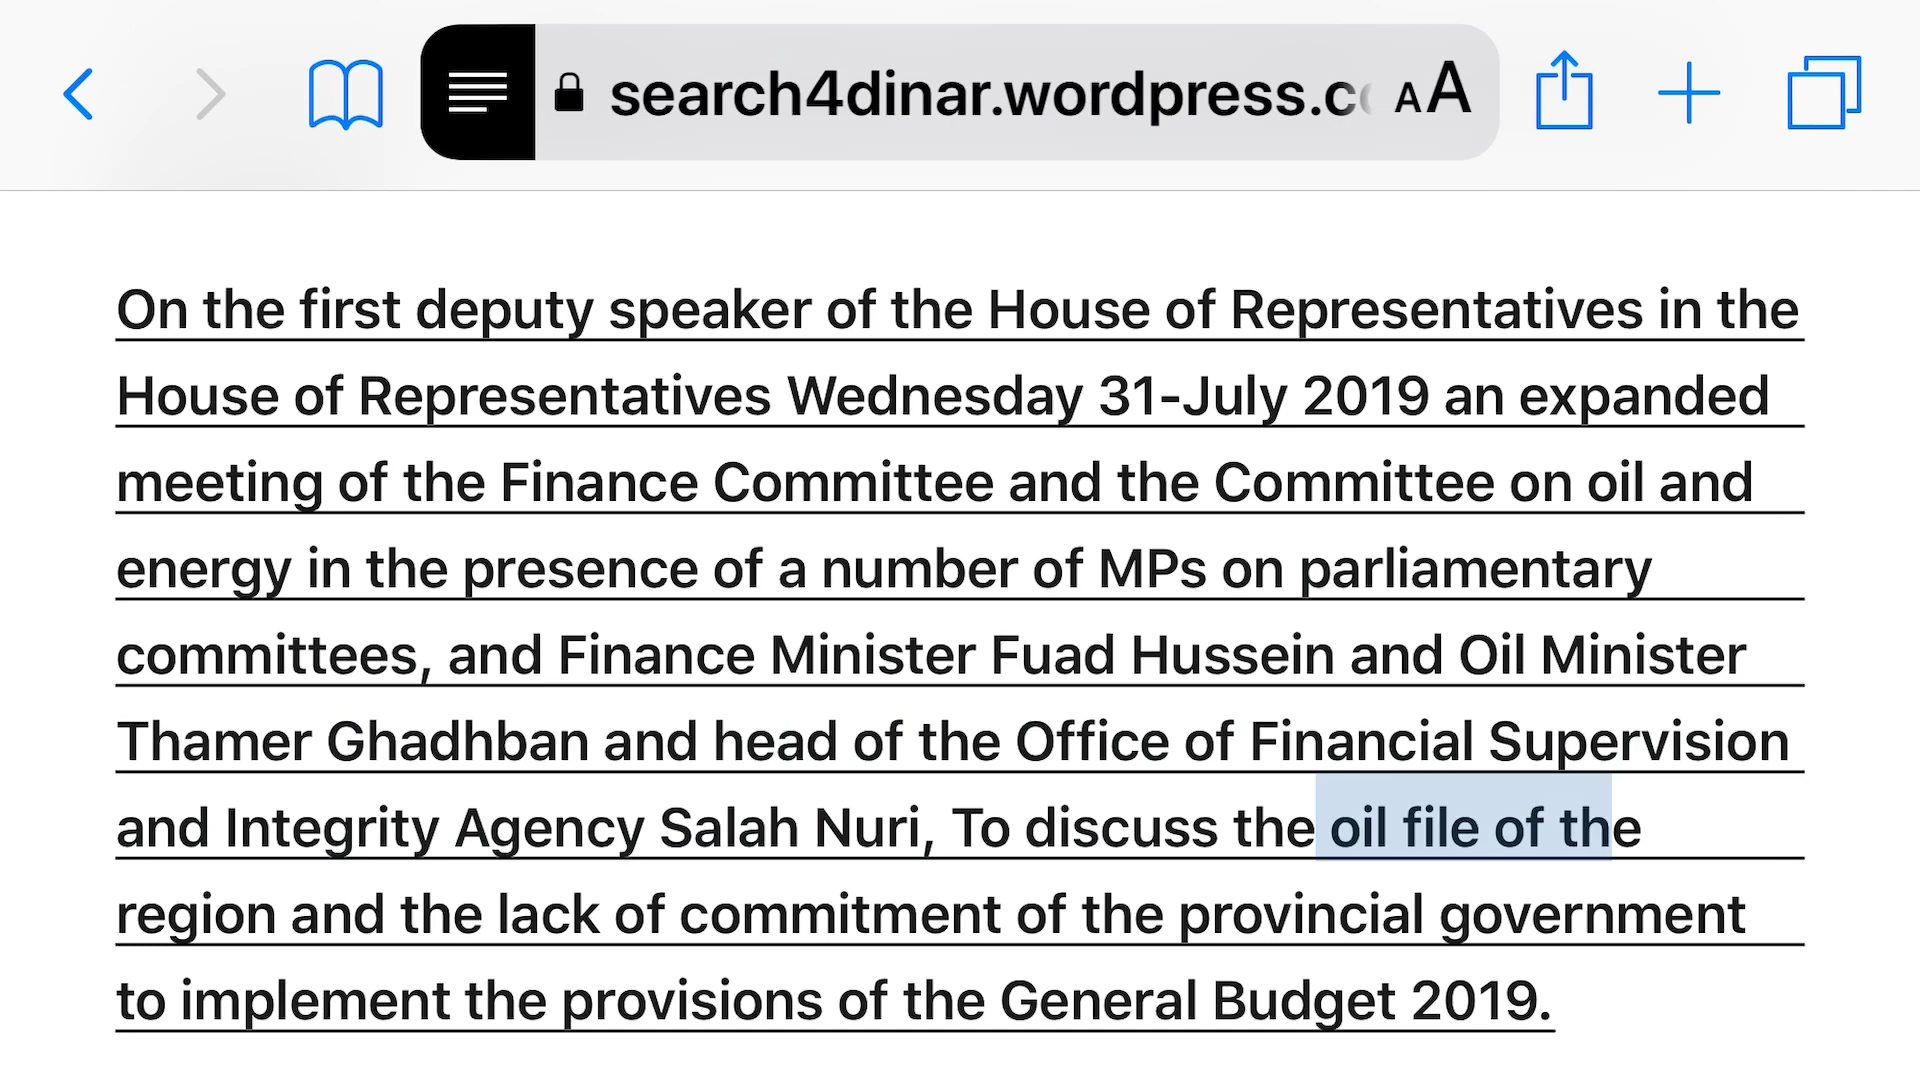 search4dinar.wordpress.c AA
On the first deputy speaker of the House of Representatives in the
House of Representatives Wednesday 31-July 2019 an expanded
meeting of the Finance Committee and the Committee on oil and
energy in the presence of a number of MPs on parliamentary
committees, and Finance Minister Fuad Hussein and Oil Minister
Thamer Ghadhban and head of the Office of Financial Supervision
and Integrity Agency Salah Nuri, To discuss the oil file of the
region and the lack of commitment of the provincial government
to implement the provisions of the General Budget 2019.